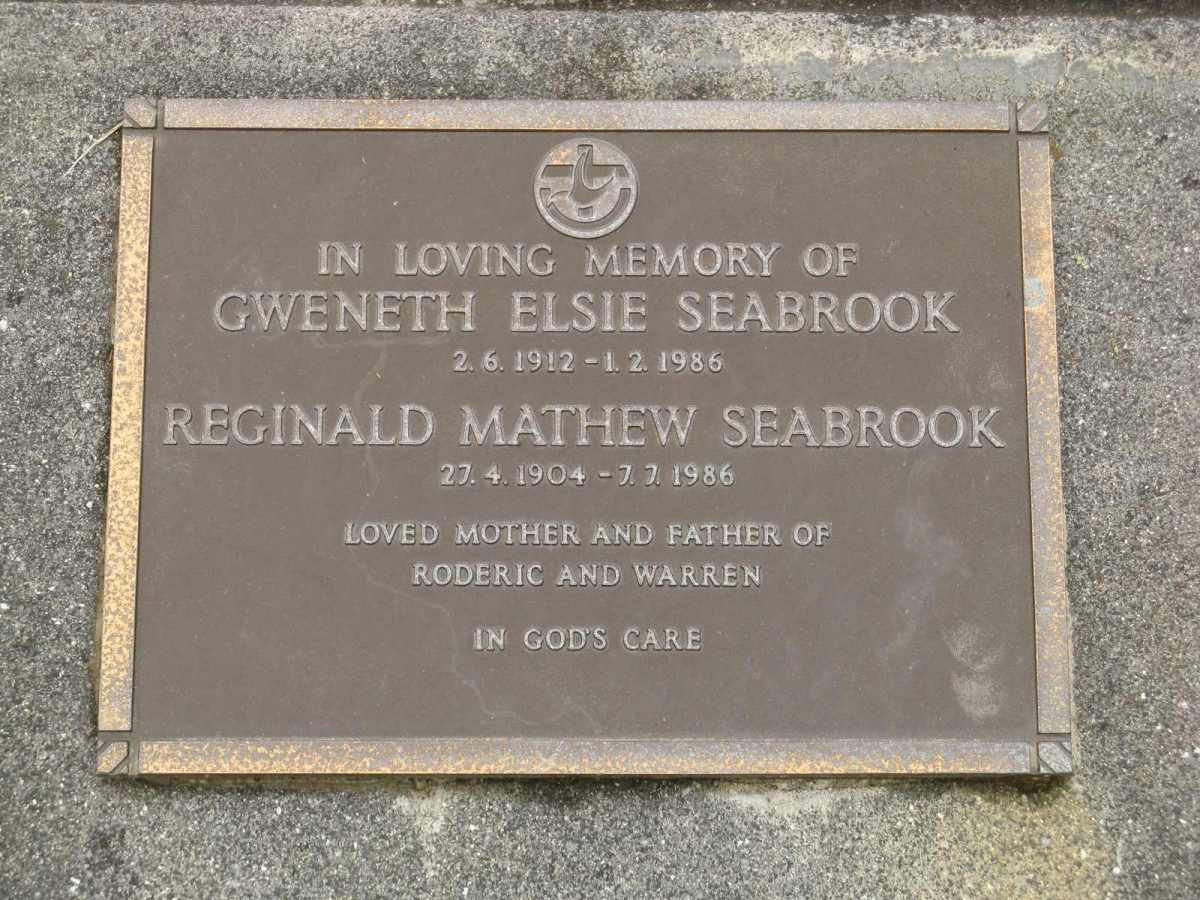 IN LOVING MEMORY OF
GWENETH ELSIE SEABROOK
2.6.1912 - 1.2.1986
REGINALD MATHEW SEABROOK
27.4.1904 - 7.7.1986
LOVED MOTHER AND FATHER OF
RODERIC AND WARREN
IN GOD'S CARE